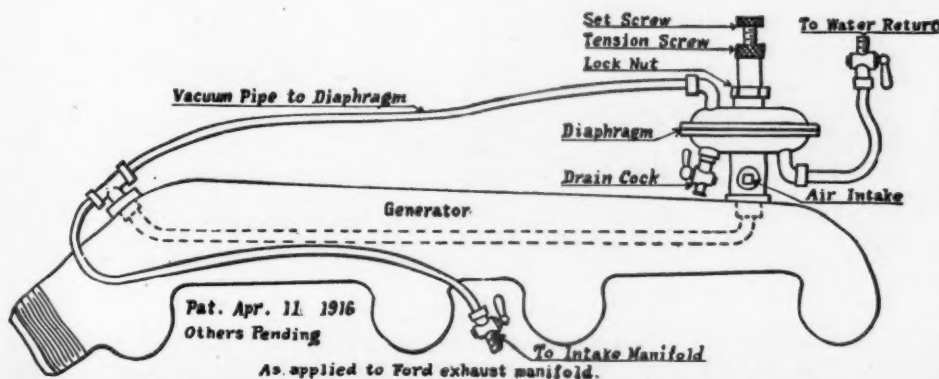 Set Screw
To Water Return
Tension Screw
Lock Nut
Vacuum Pipe to Diaphragm
Diaphragm
Drain Cock
Air Intake
Generator
Pat. Apr. 11 1916
Others Pending
To Intake Manifold
As applied to Ford exhaust manifold.